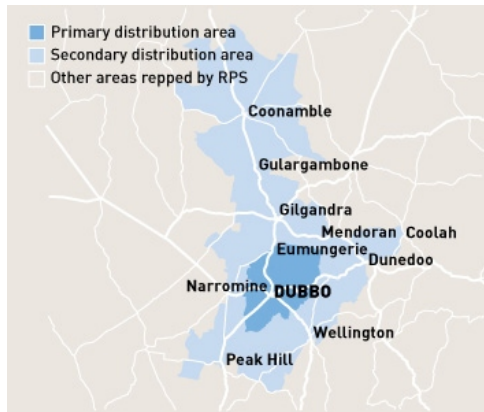 Primary distribution area
Secondary distribution area
Other areas repped by RPS
Coonamble
Gulargambone
Gilgandra
Mendoran Coolah
Eumungerie
Dunedoo
Narromine DUBBO
Wellington
Peak Hill